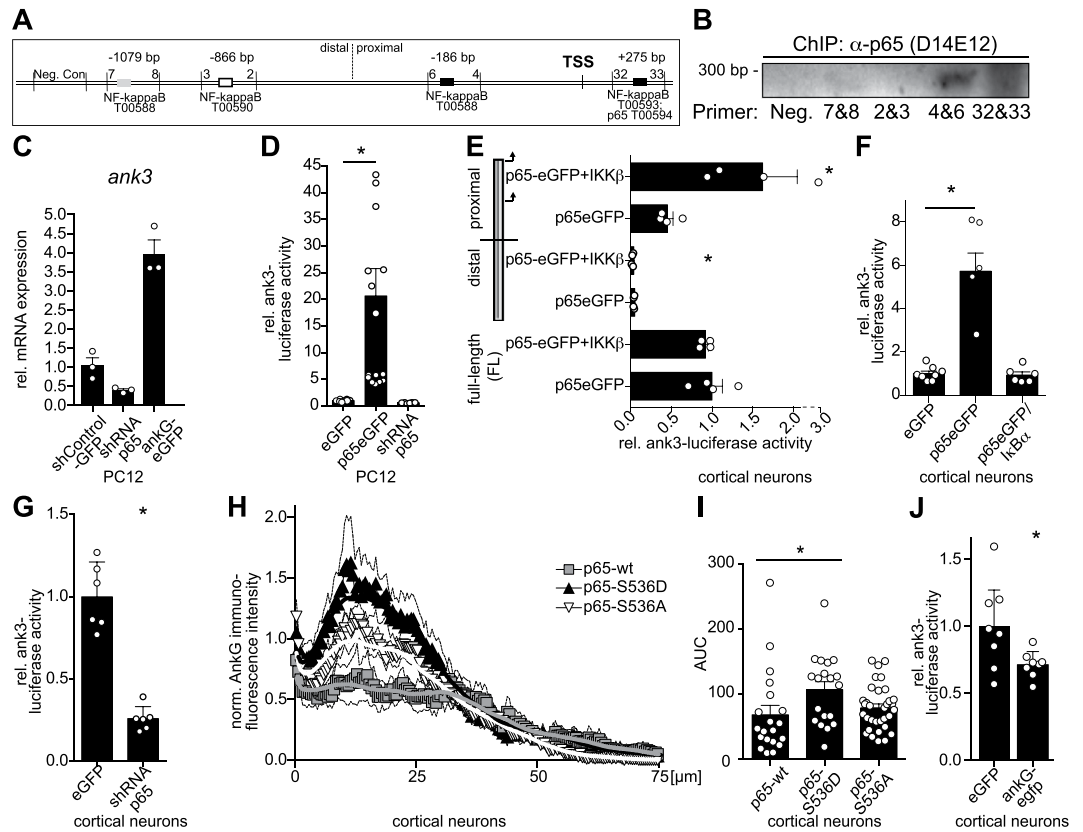 A
distal proximal
-1079 bp
-866 bp
-186 bp
TSS
+275 bp
Neg. Con
7 8
3 2
6 4
32 33
NF-kappaB
T00588
NF-kappaB
T00590
NF-kappaB
T00588
NF-kappaB
T00593;
p65 T00594
B
ChIP: α-p65 (D14E12)
300 bp -
Primer: Neg. 7&8 2&3 4&6 32&33
C
ank3
rel. mRNA expression
5.0
4.5
4.0
3.5
3.0
2.5
2.0
1.5
1.0
0.5
0.0
shControl
-GFP
shRNA
p65
ankG-
eGFP
PC12
D
*
rel. ank3-
luciferase activity
45
40
35
30
25
20
15
10
5
0
eGFP
p65eGFP
shRNA
p65
PC12
E
proximal
distal
full-length
(FL)
p65-eGFP+IKKβ
*
p65eGFP
p65-eGFP+IKKβ
*
p65eGFP
p65-eGFP+IKKβ
p65eGFP
0.0 0.5 1.0 1.5 2.0 3.0
rel. ank3-luciferase activity
cortical neurons
F
*
rel. ank3-
luciferase activity
8
6
4
2
0
eGFP
p65eGFP
p65eGFP/
IκBα
cortical neurons
G
*
rel. ank3-
luciferase activity
1.5
1.0
0.5
0.0
eGFP
shRNA
p65
cortical neurons
H
norm. AnkG immuno-
fluorescence intensity
2.0
1.5
1.0
0.5
0.0
p65-wt
p65-S536D
p65-S536A
0 25 50 75 [μm]
cortical neurons
I
*
AUC
300
200
100
0
p65-wt
p65-
S536D
p65-
S536A
cortical neurons
J
*
rel. ank3-
luciferase activity
1.5
1.0
0.5
0.0
eGFP
ankG-
egfp
cortical neurons